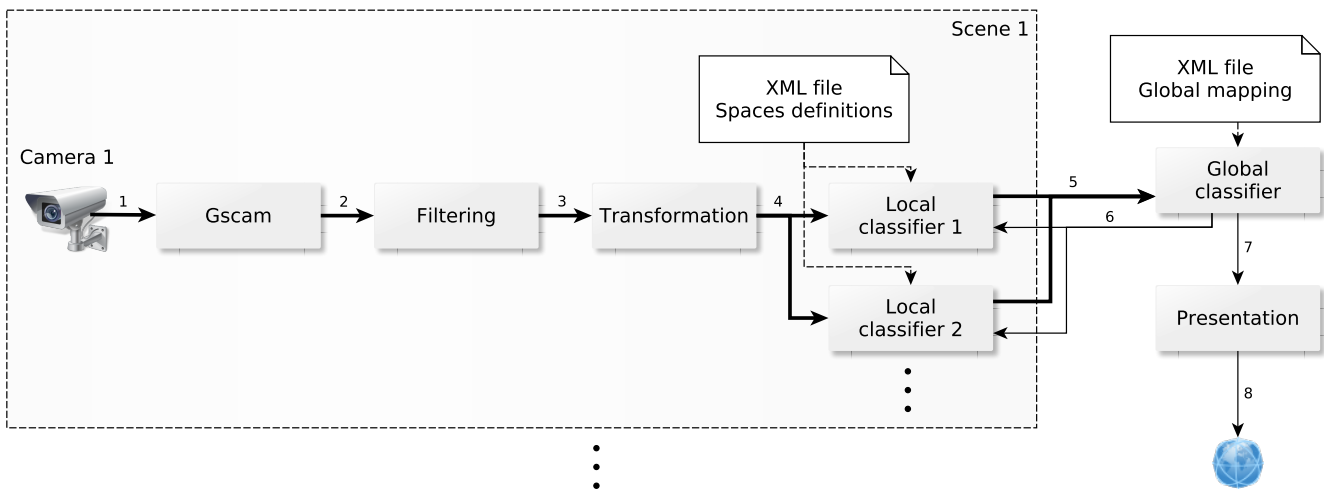 Scene 1
XML file
Spaces definitions
XML file
Global mapping
Camera 1
1
Gscam
2
Filtering
3
Transformation
4
Local
classifier 1
5
6
Global
classifier
7
Local
classifier 2
Presentation
8